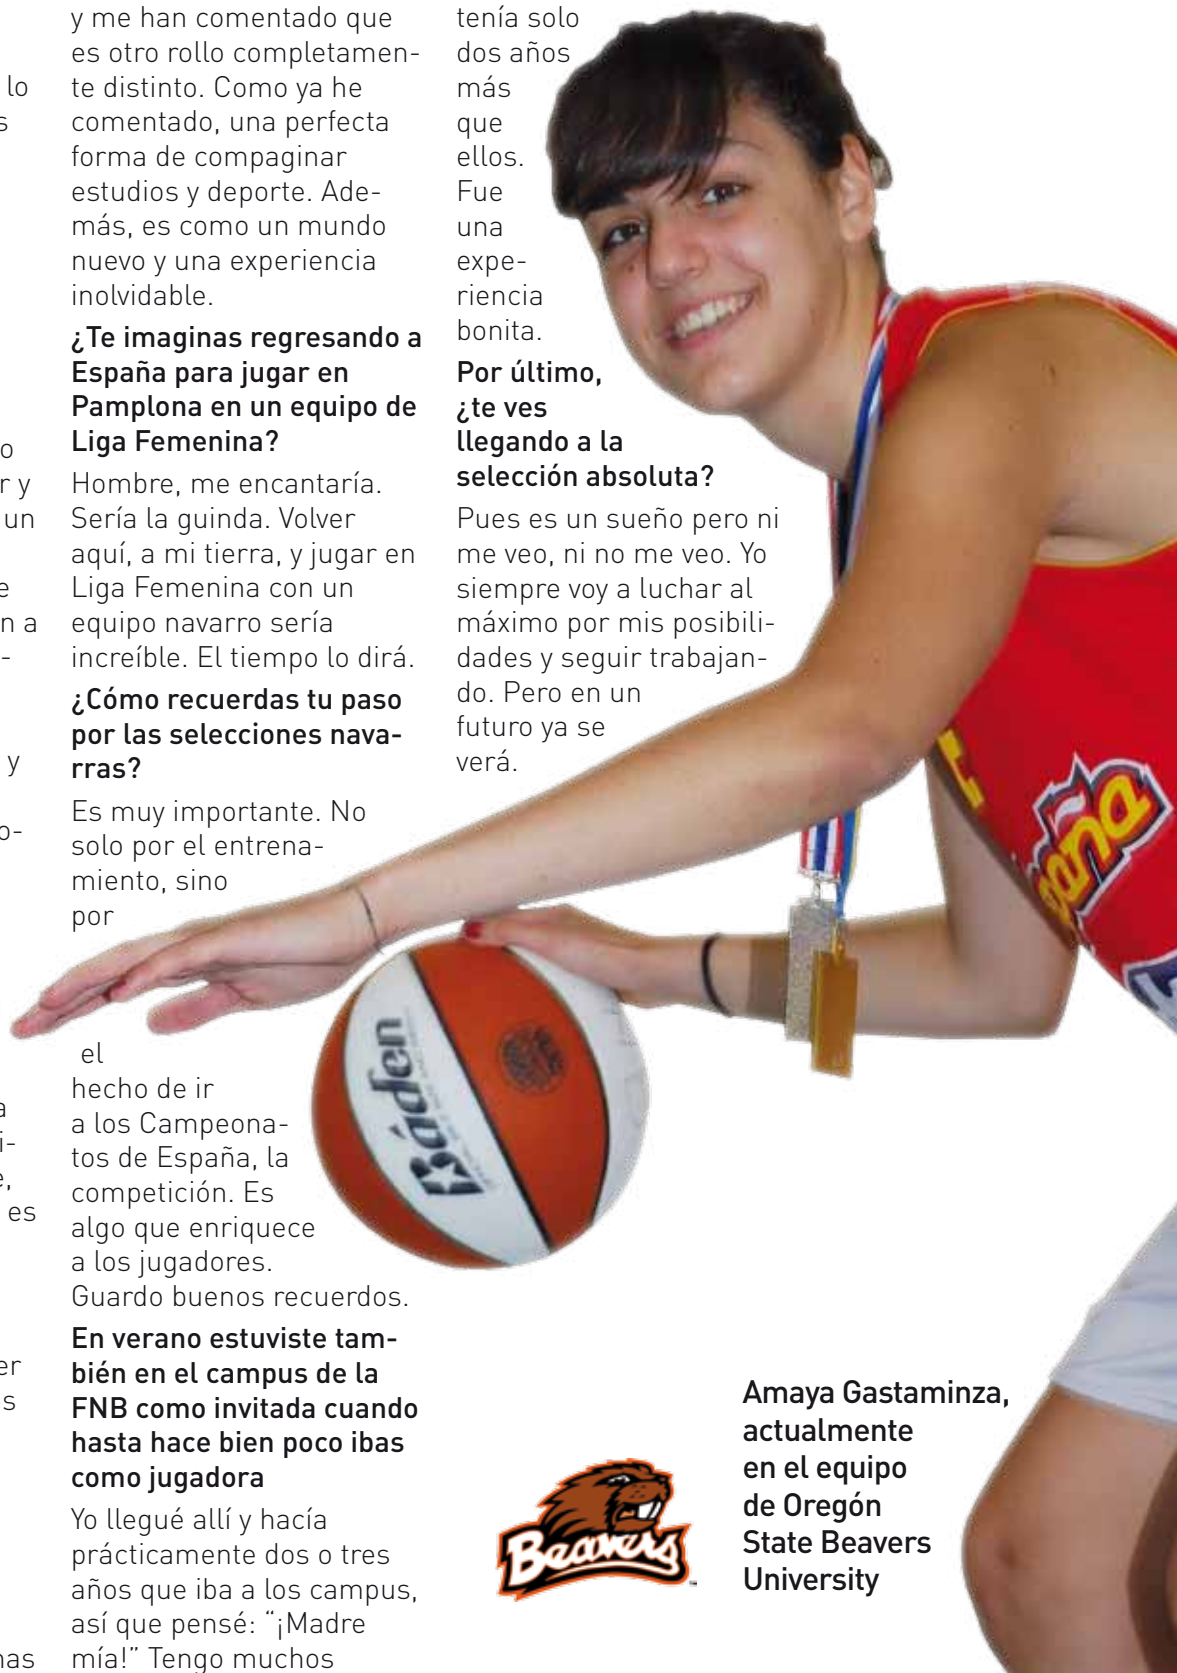 lo
s
o
r y
un
e
n a
-
y
o-
a
i-
e,
es
er
s
nas
y me han comentado que
es otro rollo completamen-
te distinto. Como ya he
comentado, una perfecta
forma de compaginar
estudios y deporte. Ade-
más, es como un mundo
nuevo y una experiencia
inolvidable.
¿Te imaginas regresando a
España para jugar en
Pamplona en un equipo de
Liga Femenina?
Hombre, me encantaría.
Sería la guinda. Volver
aquí, a mi tierra, y jugar en
Liga Femenina con un
equipo navarro sería
increíble. El tiempo lo dirá.
¿Cómo recuerdas tu paso
por las selecciones nava-
rras?
Es muy importante. No
solo por el entrena-
miento, sino
por
el
hecho de ir
a los Campeona-
tos de España, la
competición. Es
algo que enriquece
a los jugadores.
Guardo buenos recuerdos.
En verano estuviste tam-
bién en el campus de la
FNB como invitada cuando
hasta hace bien poco ibas
como jugadora
Yo llegué allí y hacía
prácticamente dos o tres
años que iba a los campus,
así que pensé: “¡Madre
mía!” Tengo muchos
tenía solo
dos años
más
que
ellos.
Fue
una
expe-
riencia
bonita.
Por último,
¿te ves
llegando a la
selección absoluta?
Pues es un sueño pero ni
me veo, ni no me veo. Yo
siempre voy a luchar al
máximo por mis posibili-
dades y seguir trabajan-
do. Pero en un
futuro ya se
verá.
paña
Baden
Beavers
Amaya Gastaminza,
actualmente
en el equipo
de Oregón
State Beavers
University